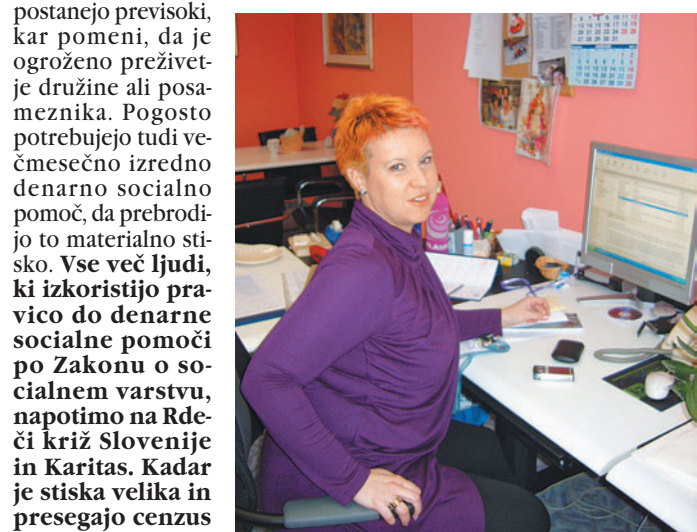 postanejo previsoki,
kar pomeni, da je
ogroženo preživet-
je družine ali posa-
meznika. Pogosto
potrebujejo tudi ve-
čmesečno izredno
denarno socialno
pomoč, da prebrodi-
jo to materialno sti-
sko. Vse več ljudi,
ki izkoristijo pra-
vico do denarne
socialne pomoči
po Zakonu o so-
cialnem varstvu,
napotimo na Rde-
či križ Slovenije
in Karitas. Kadar
je stiska velika in
presegajo cenzus